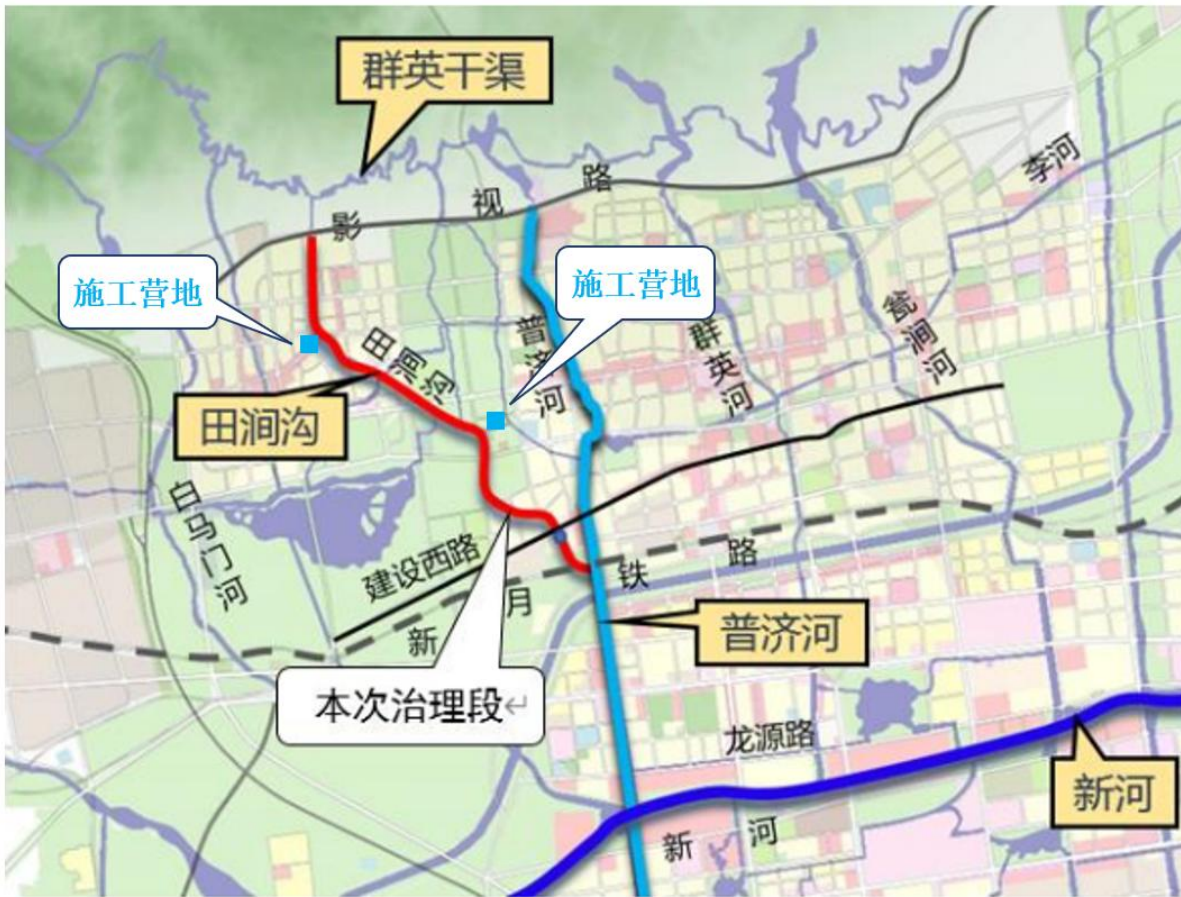 群英干渠
李河
影视路
施工营地
施工营地
瓮涧河
普济河
群英河
田涧沟
田涧沟
白马门河
建设西路
新月铁路
普济河
本次治理段↵
龙源路
新河
新河